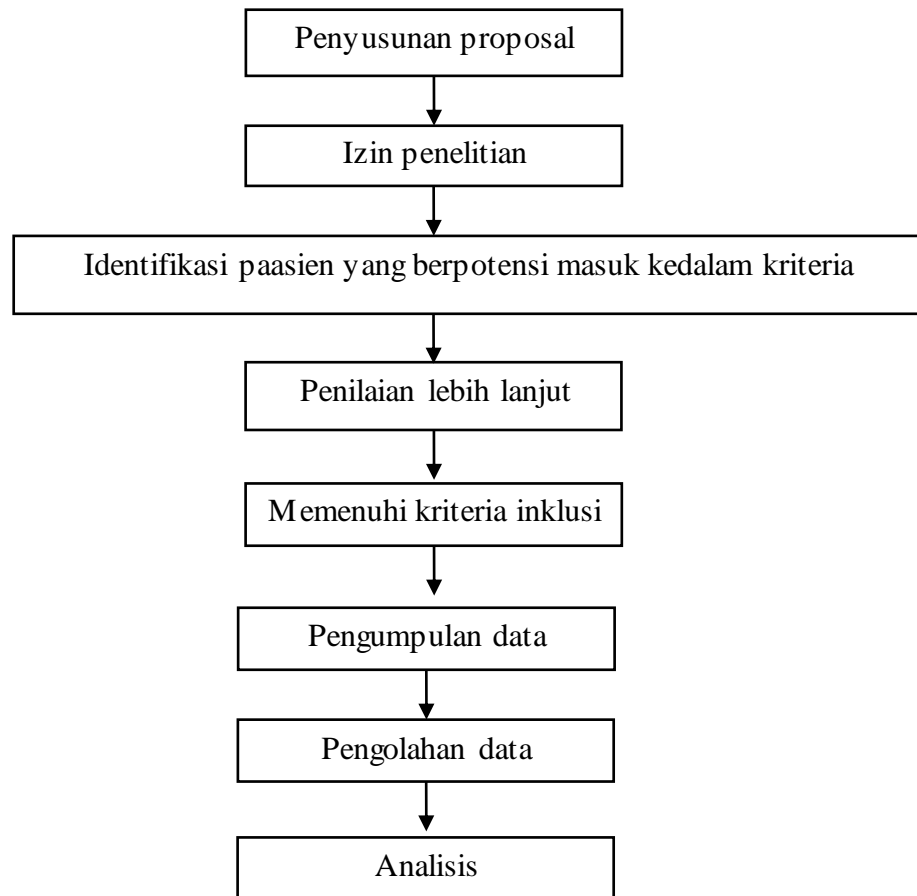 Penyusunan proposal
Izin penelitian
Identifikasi paasien yang berpotensi masuk kedalam kriteria
Penilaian lebih lanjut
Memenuhi kriteria inklusi
Pengumpulan data
Pengolahan data
Analisis